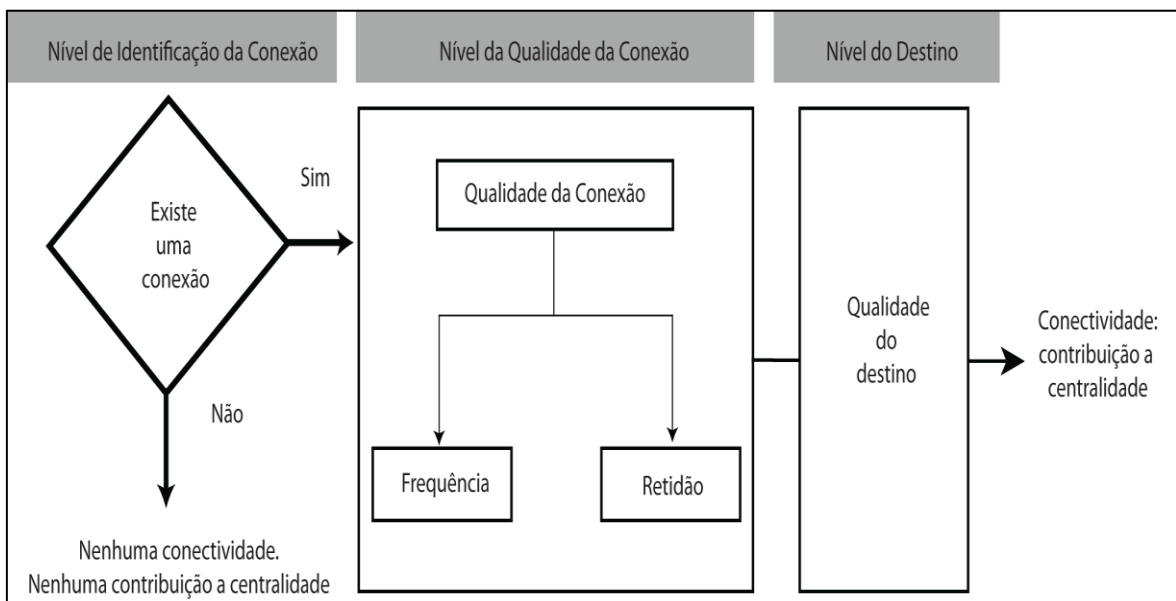 Nível de Identificação da Conexão
Nível da Qualidade da Conexão
Nível do Destino
Existe
uma
conexão
Sim
Não
Nenhuma conectividade.
Nenhuma contribuição a centralidade
Qualidade da Conexão
Frequência
Retidão
Qualidade
do
destino
Conectividade:
contribuição a
centralidade